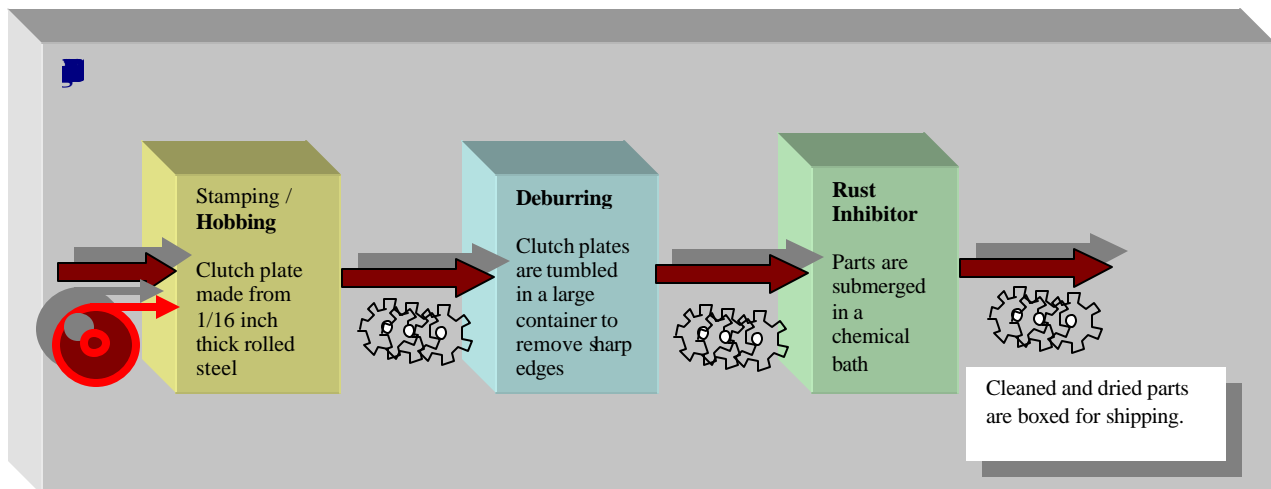 Stamping /
Hobbing
Clutch plate
made from
1/16 inch
thick rolled
steel
Deburring
Clutch plates
are tumbled
in a large
container to
remove sharp
edges
Rust
Inhibitor
Parts are
submerged
in a
chemical
bath
Cleaned and dried parts
are boxed for shipping.